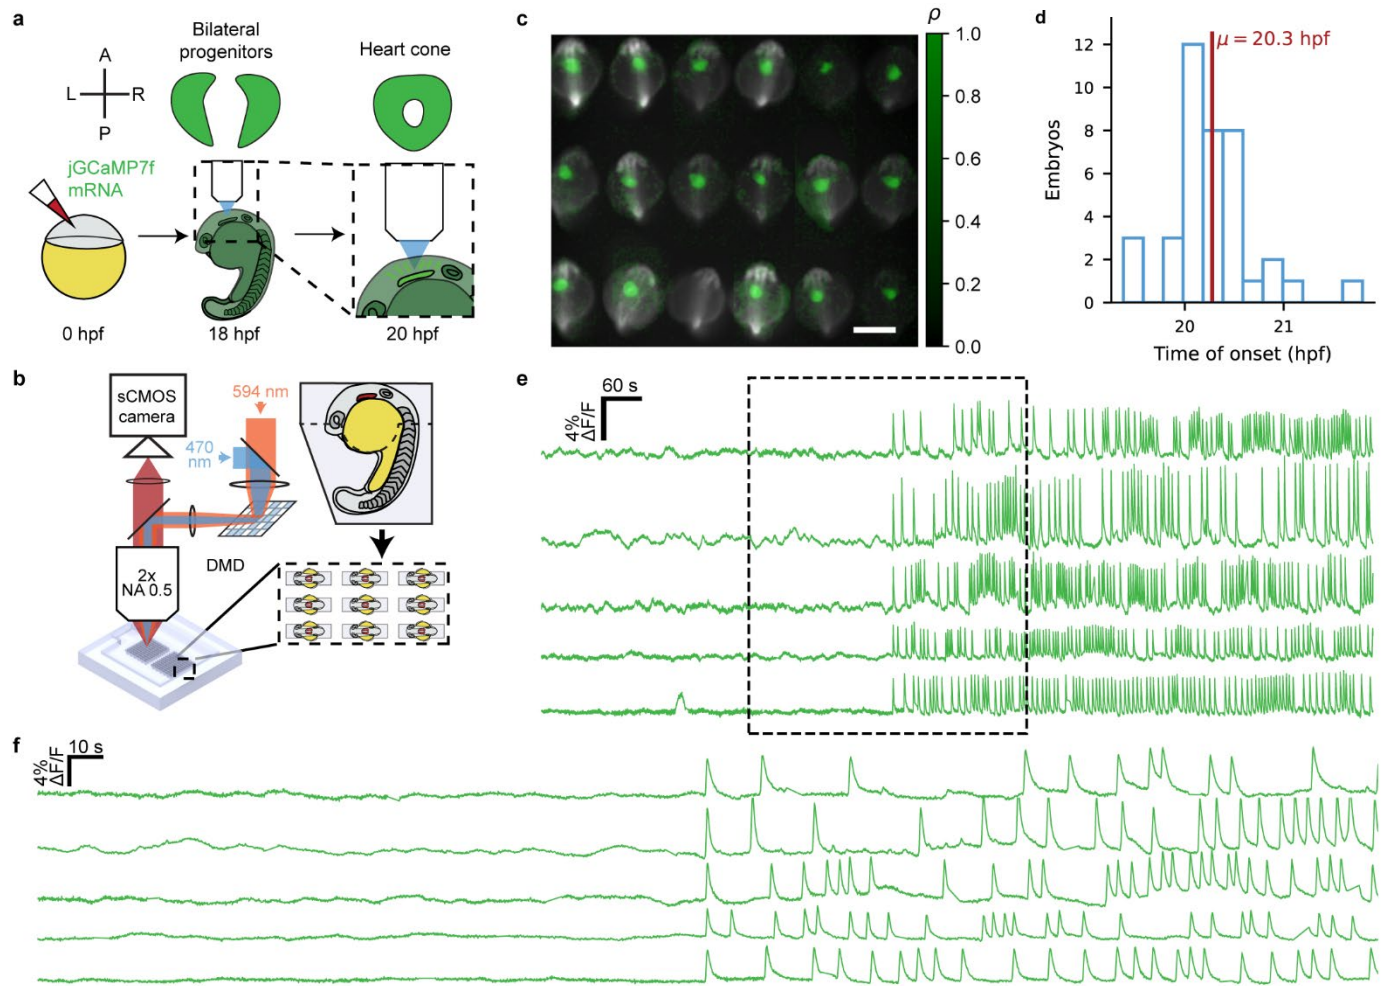 a
A
L
R
P
Bilateral
progenitors
Heart cone
jGCaMP7f
mRNA
0 hpf
18 hpf
20 hpf
b
sCMOS
camera
594 nm
470
nm
2x
NA 0.5
DMD
c
ρ
1.0
0.8
0.6
0.4
0.2
0.0
d
μ = 20.3 hpf
12
10
8
6
4
2
0
Embryos
20
21
Time of onset (hpf)
e
60 s
4%
ΔF/F
f
10 s
4%
ΔF/F